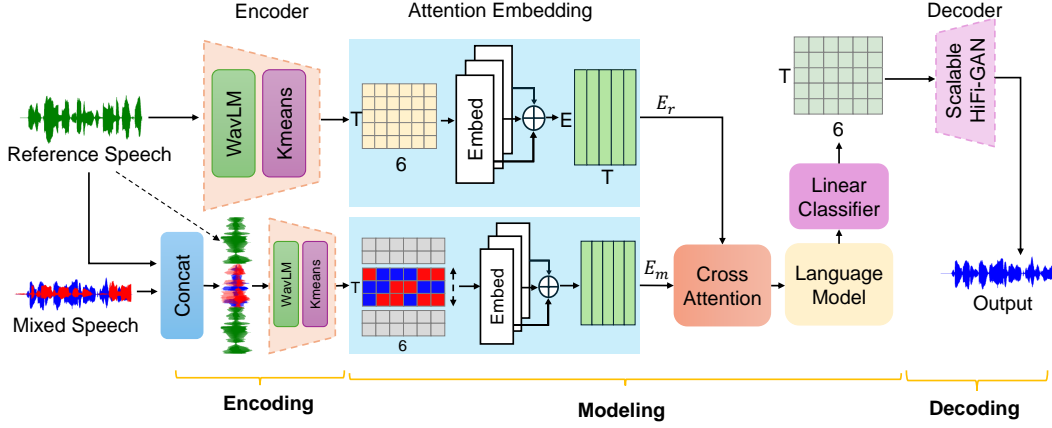 Encoder
Attention Embedding
Decoder
Reference Speech
WavLM
Kmeans
T
6
Embed
E
T
E_r
T
6
Scalable
HiFi-GAN
Linear
Classifier
Mixed Speech
Concat
WavLM
Kmeans
T
6
Embed
E_m
Cross
Attention
Language
Model
Output
Encoding
Modeling
Decoding